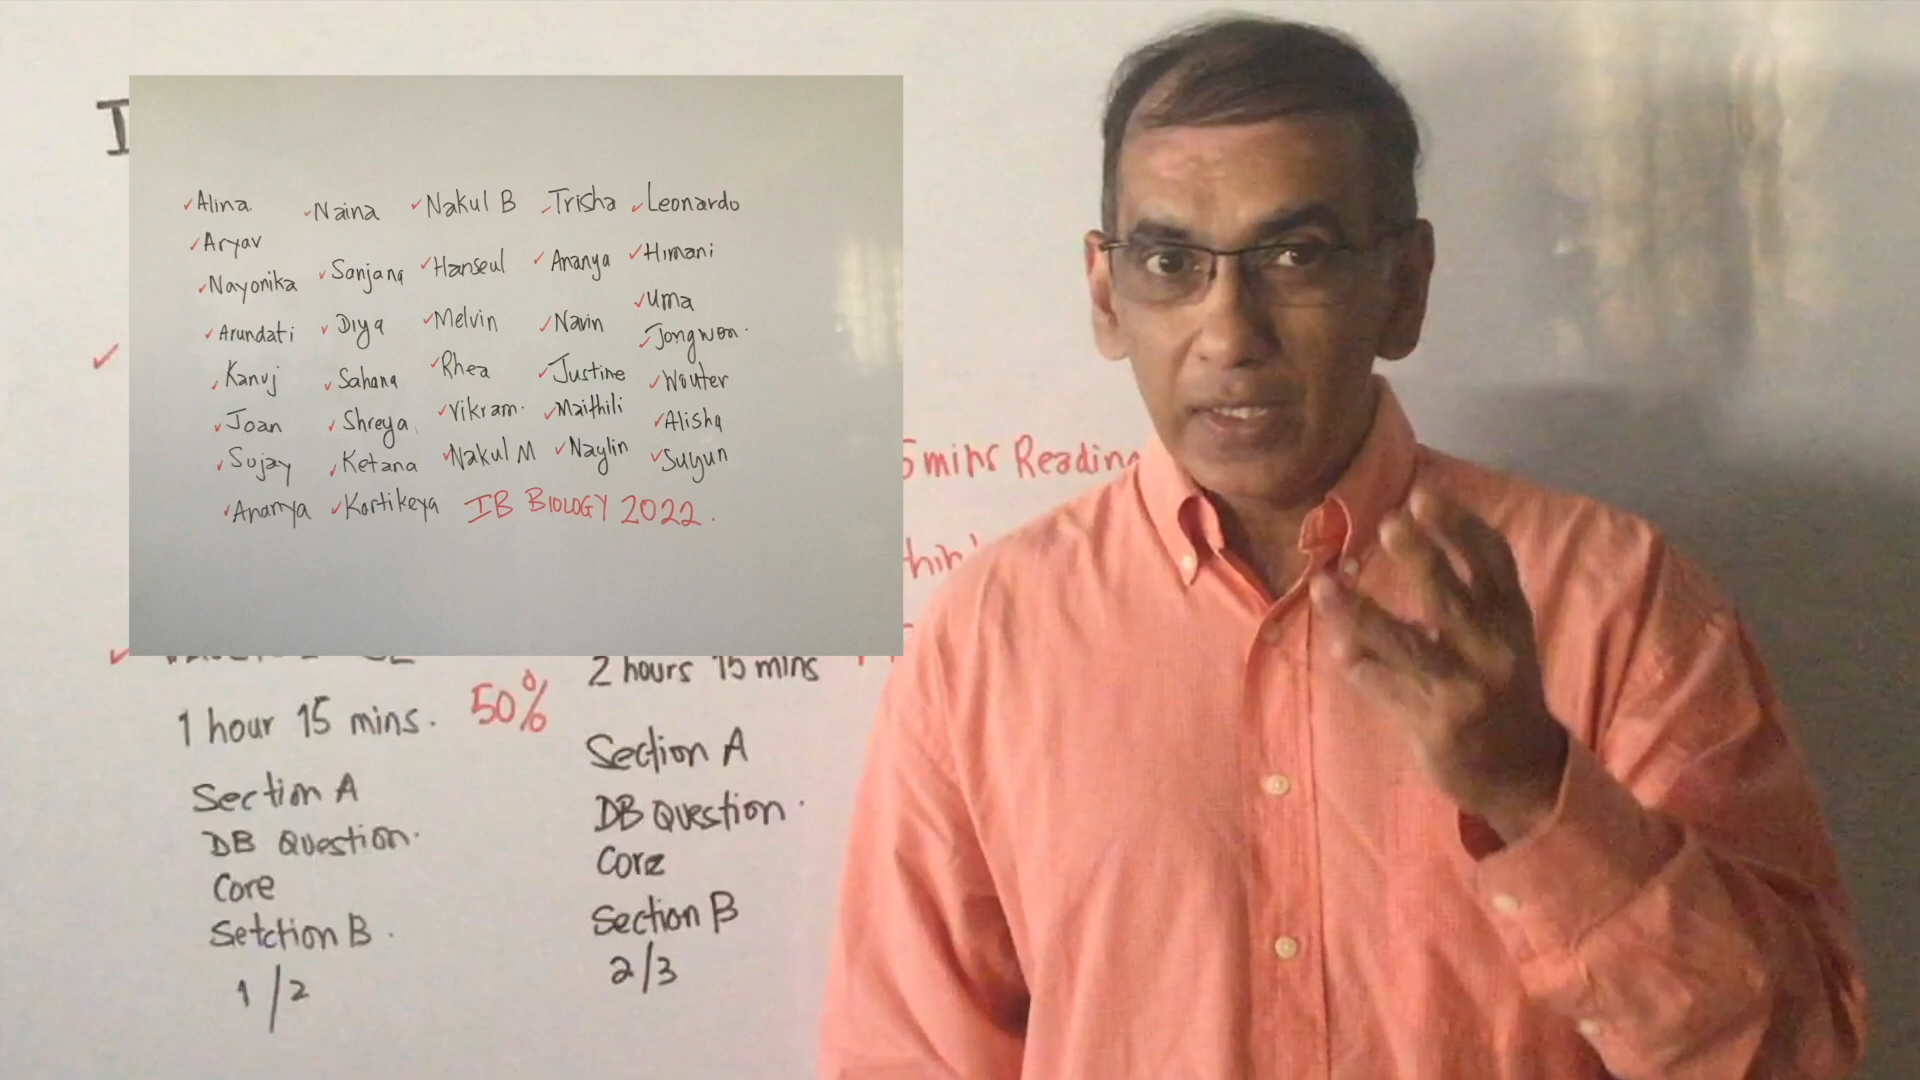 I
✓Alina.
✓Aryav
✓Nayonika
✓Arundati
✓Kanuj
✓Joan
✓Sujay
✓Ananya
✓Naina
✓Sanjana
✓Diya
✓Sahana
✓Shreya
✓Ketana
✓Kartikeya
✓Nakul B
✓Hanseul
✓Melvin
✓Rhea
✓Vikram.
✓Nakul M
✓Trisha
✓Ananya
✓Navin
✓Justine
✓Maithili
✓Naylin
✓Leonardo
✓Himani
✓Uma
✓Jongwon.
✓Wouter
✓Alisha
✓Suyun
IB BIOLOGY 2022.
5 mins Reading
1 hour 15 mins. 50%
Section A
DB Question.
Core
Setction B.
1/2
2 hours 15 mins
Section A
DB Question.
Core
Section B
2/3